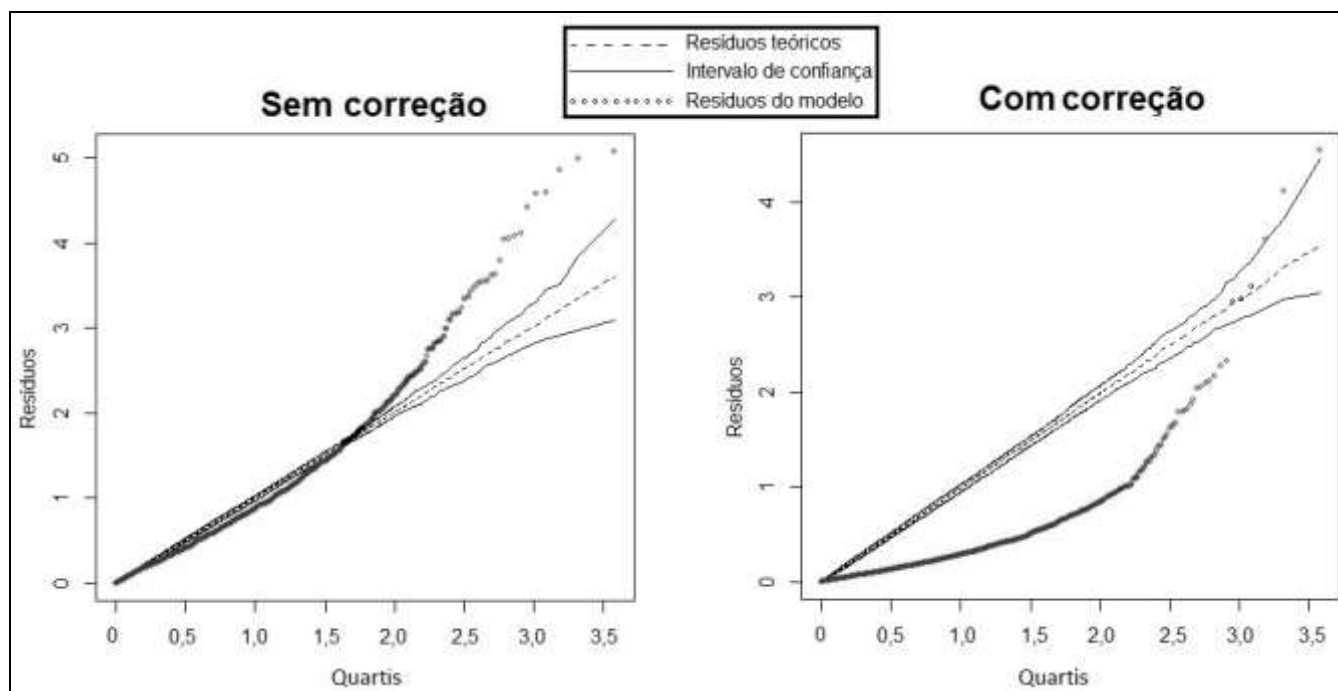 Resíduos teóricos
Intervalo de confiança
Resíduos do modelo
Sem correção
Com correção
5
4
3
2
1
0
Resíduos
0 0,5 1,0 1,5 2,0 2,5 3,0 3,5
Quartis
4
3
2
1
0
Resíduos
0 0,5 1,0 1,5 2,0 2,5 3,0 3,5
Quartis